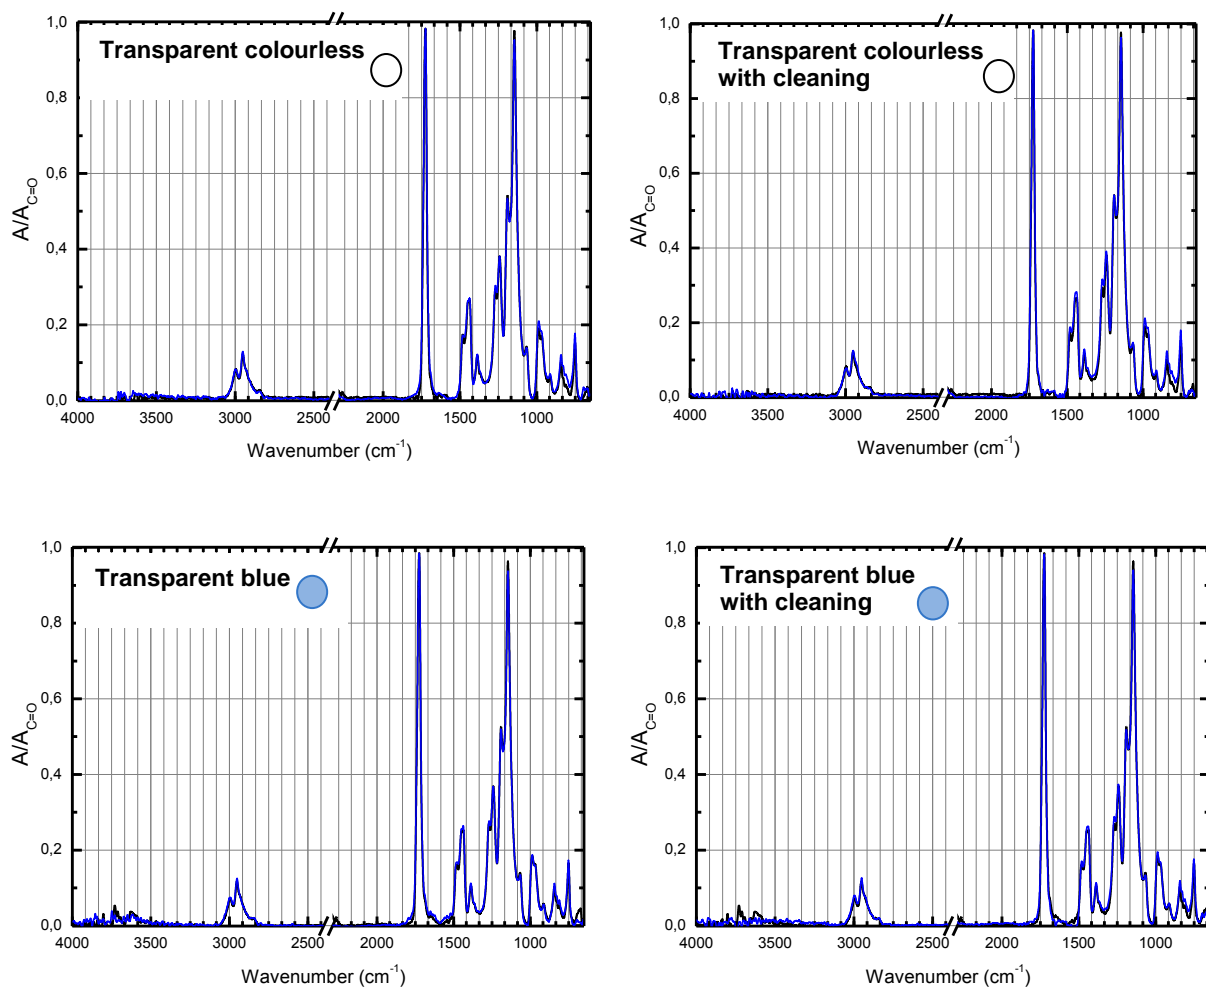 Transparent colourless
1,0
0,8
0,6
0,4
0,2
0,0
A/A_C=O
4000 3500 3000 2500 2000 1500 1000
Wavenumber (cm⁻¹)
Transparent colourless
with cleaning
1,0
0,8
0,6
0,4
0,2
0,0
A/A_C=O
4000 3500 3000 2500 2000 1500 1000
Wavenumber (cm⁻¹)
Transparent blue
1,0
0,8
0,6
0,4
0,2
0,0
A/A_C=O
4000 3500 3000 2500 2000 1500 1000
Wavenumber (cm⁻¹)
Transparent blue
with cleaning
1,0
0,8
0,6
0,4
0,2
0,0
A/A_C=O
4000 3500 3000 2500 2000 1500 1000
Wavenumber (cm⁻¹)